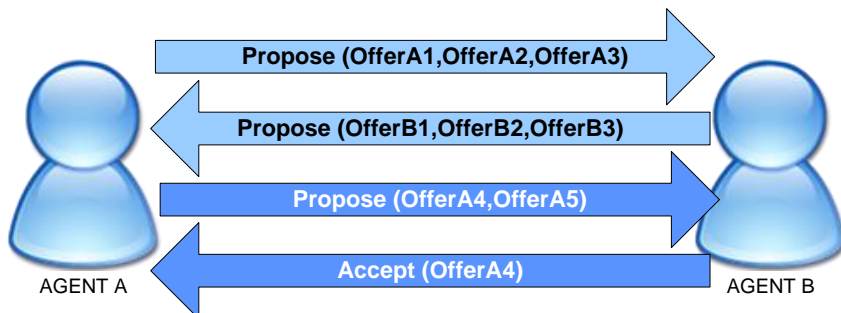 Propose (OfferA1,OfferA2,OfferA3)
Propose (OfferB1,OfferB2,OfferB3)
Propose (OfferA4,OfferA5)
Accept (OfferA4)
AGENT A
AGENT B